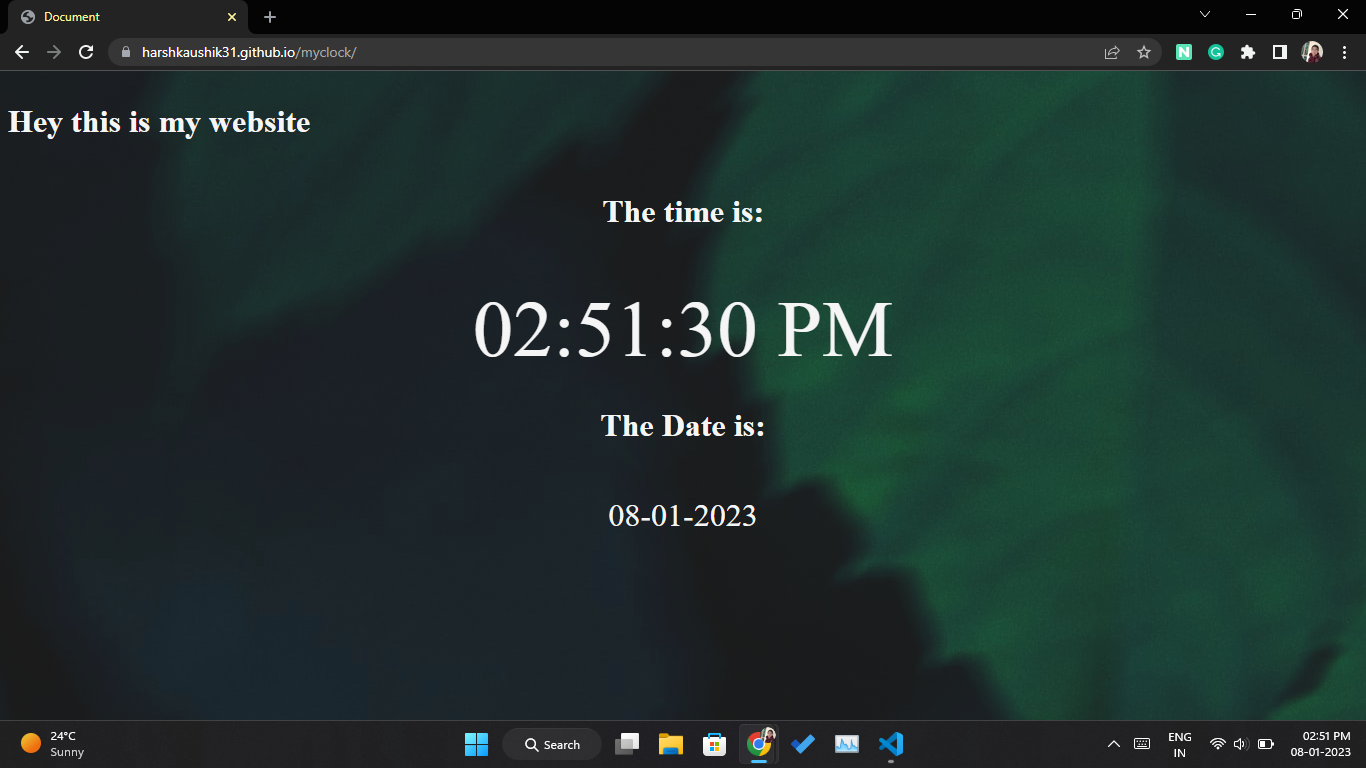 Document
harshkaushik31.github.io/myclock/
Hey this is my website
The time is:
02:51:30 PM
The Date is:
08-01-2023
24°C
Sunny
Search
ENG
IN
02:51 PM
08-01-2023